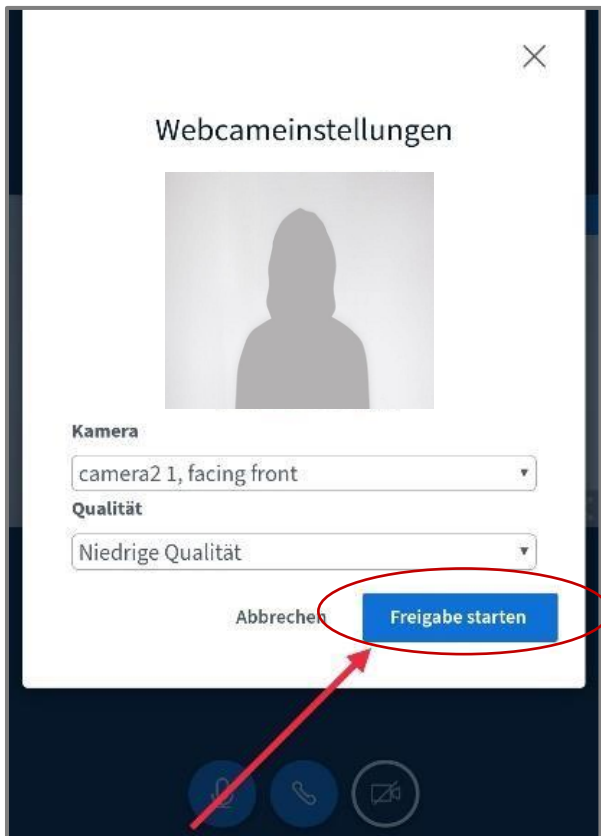 Webcameinstellungen
Kamera
camera2 1, facing front
Qualität
Niedrige Qualität
Abbrechen Freigabe starten